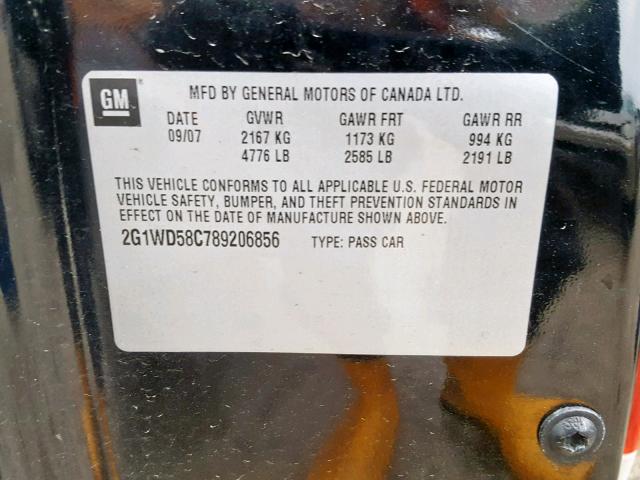 GM ® MFD BY GENERAL MOTORS OF CANADA LTD.
DATE GVWR GAWR FRT GAWR RR
09/07 2167 KG 1173 KG 994 KG
4776 LB 2585 LB 2191 LB
THIS VEHICLE CONFORMS TO ALL APPLICABLE U.S. FEDERAL MOTOR
VEHICLE SAFETY, BUMPER, AND THEFT PREVENTION STANDARDS IN
EFFECT ON THE DATE OF MANUFACTURE SHOWN ABOVE.
2G1WD58C789206856 TYPE: PASS CAR